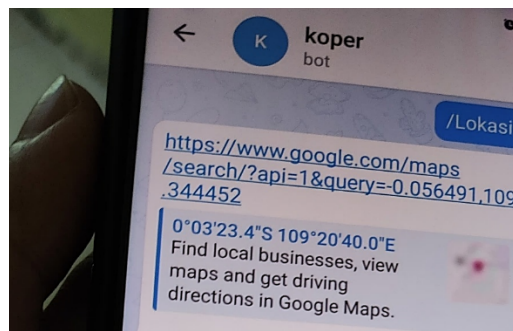 K
koper
bot
/Lokasi
https://www.google.com/maps
/search/?api=1&query=-0.056491,109
.344452
0°03'23.4"S 109°20'40.0"E
Find local businesses, view
maps and get driving
directions in Google Maps.